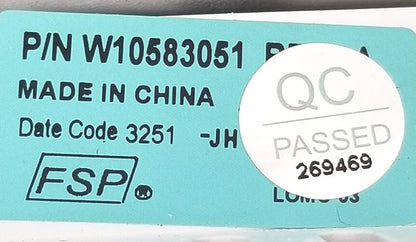 P/N W10583051
MADE IN CHINA
Date Code 3251 -JH
FSP
QC
PASSED
269469